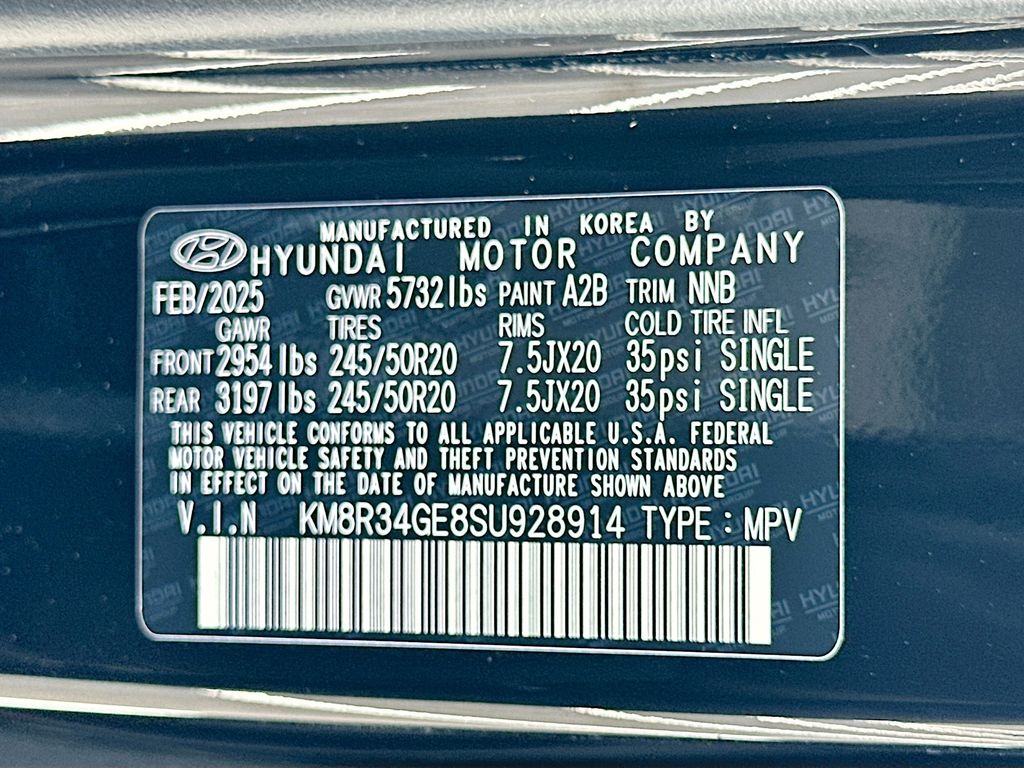 MANUFACTURED IN KOREA BY
HYUNDAI MOTOR COMPANY
FEB/2025 GVWR 5732lbs PAINT A2B TRIM NNB
GAWR TIRES RIMS COLD TIRE INFL
FRONT 2954lbs 245/50R20 7.5JX20 35psi SINGLE
REAR 3197lbs 245/50R20 7.5JX20 35psi SINGLE
THIS VEHICLE CONFORMS TO ALL APPLICABLE U.S.A. FEDERAL
MOTOR VEHICLE SAFETY AND THEFT PREVENTION STANDARDS
IN EFFECT ON THE DATE OF MANUFACTURE SHOWN ABOVE
V.I.N KM8R34GE8SU928914 TYPE : MPV